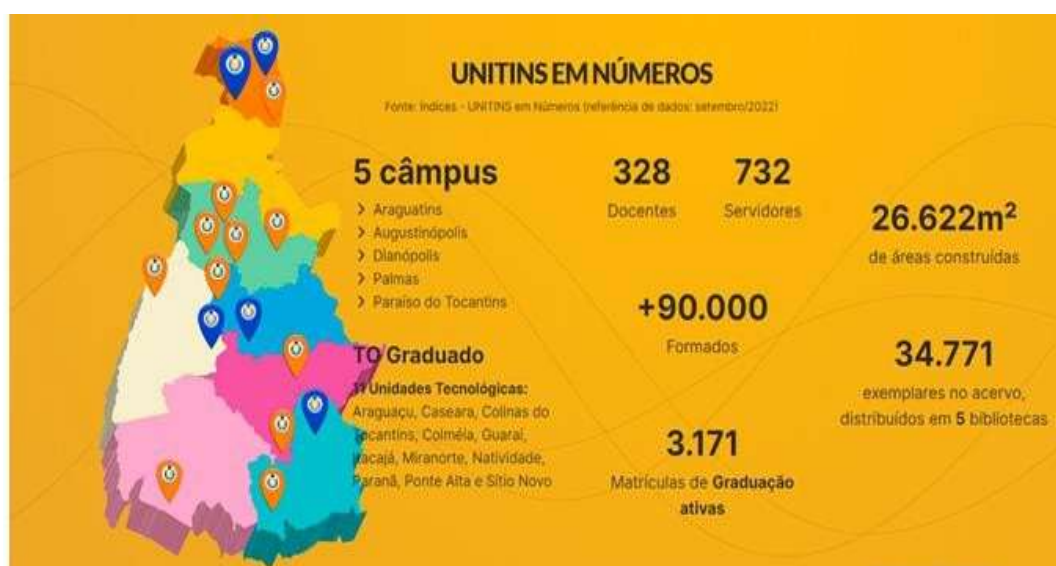 UNITINS EM NÚMEROS
Fonte: Índices - UNITINS em Números (referência de dados: setembro/2022)
5 câmpus
> Araguatins
> Augustinópolis
> Dianópolis
> Palmas
> Paraíso do Tocantins
TO Graduado
11 Unidades Tecnológicas:
Araguaçu, Caseara, Colinas do
Tocantins, Colméia, Guaraí,
Itacajá, Miranorte, Natividade,
Paranã, Ponte Alta e Sítio Novo
328
Docentes
732
Servidores
+90.000
Formados
3.171
Matrículas de Graduação
ativas
26.622m²
de áreas construídas
34.771
exemplares no acervo,
distribuídos em 5 bibliotecas